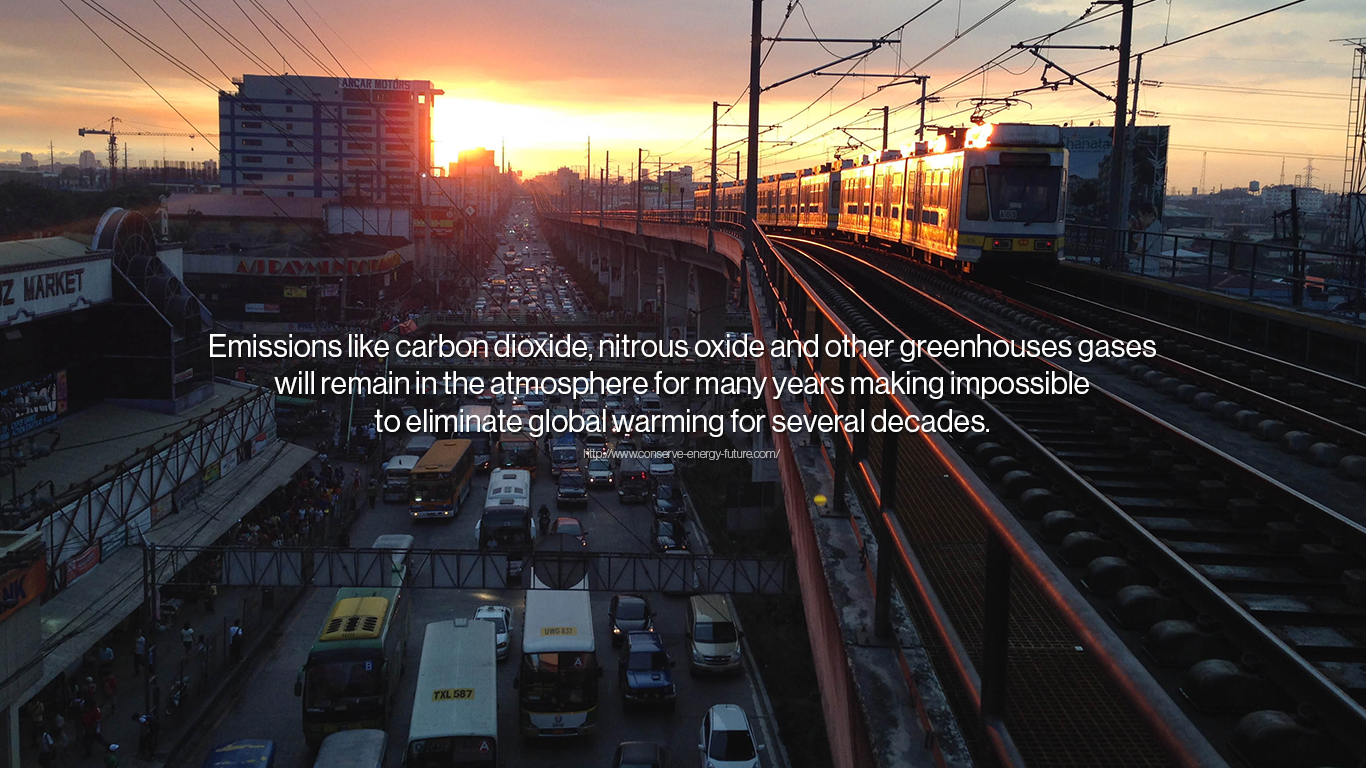 ANCAR MOTORS
UZ MARKET
Emissions like carbon dioxide, nitrous oxide and other greenhouses gases
will remain in the atmosphere for many years making impossible
to eliminate global warming for several decades.
http://www.conserve-energy-future.com/
UWG 837
B
A
TXL 587
A